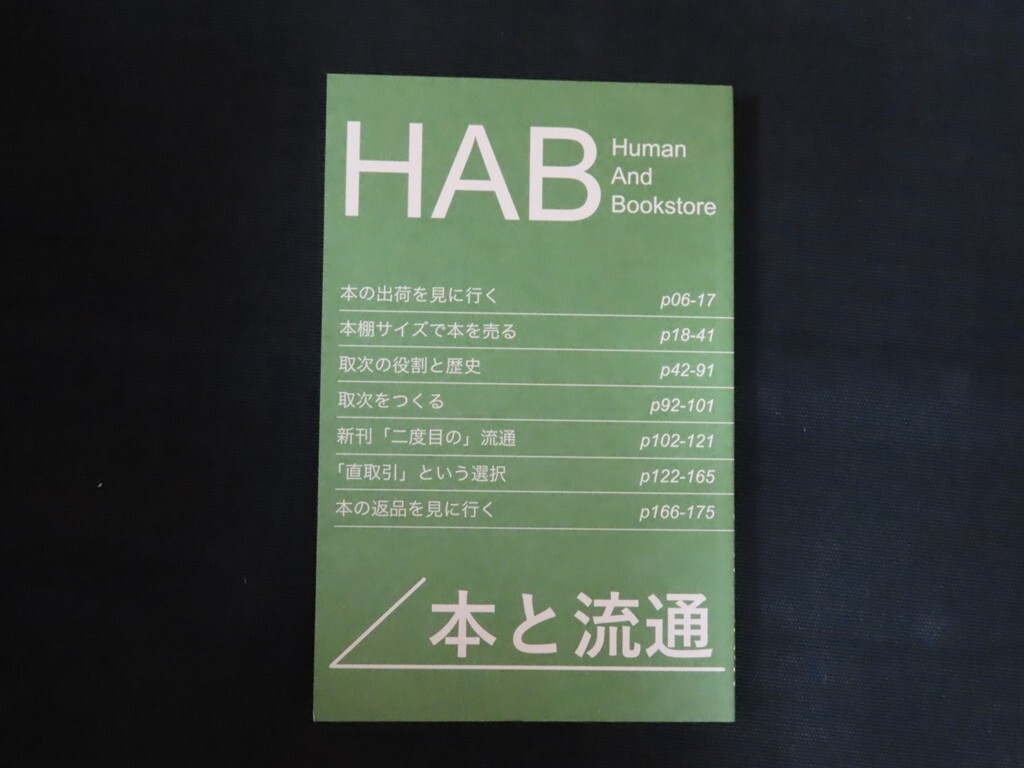 HAB
Human
And
Bookstore
本の出荷を見に行く p06-17
本棚サイズで本を売る p18-41
取次の役割と歴史 p42-91
取次をつくる p92-101
新刊「二度目の」流通 p102-121
「直取引」という選択 p122-165
本の返品を見に行く p166-175
本と流通